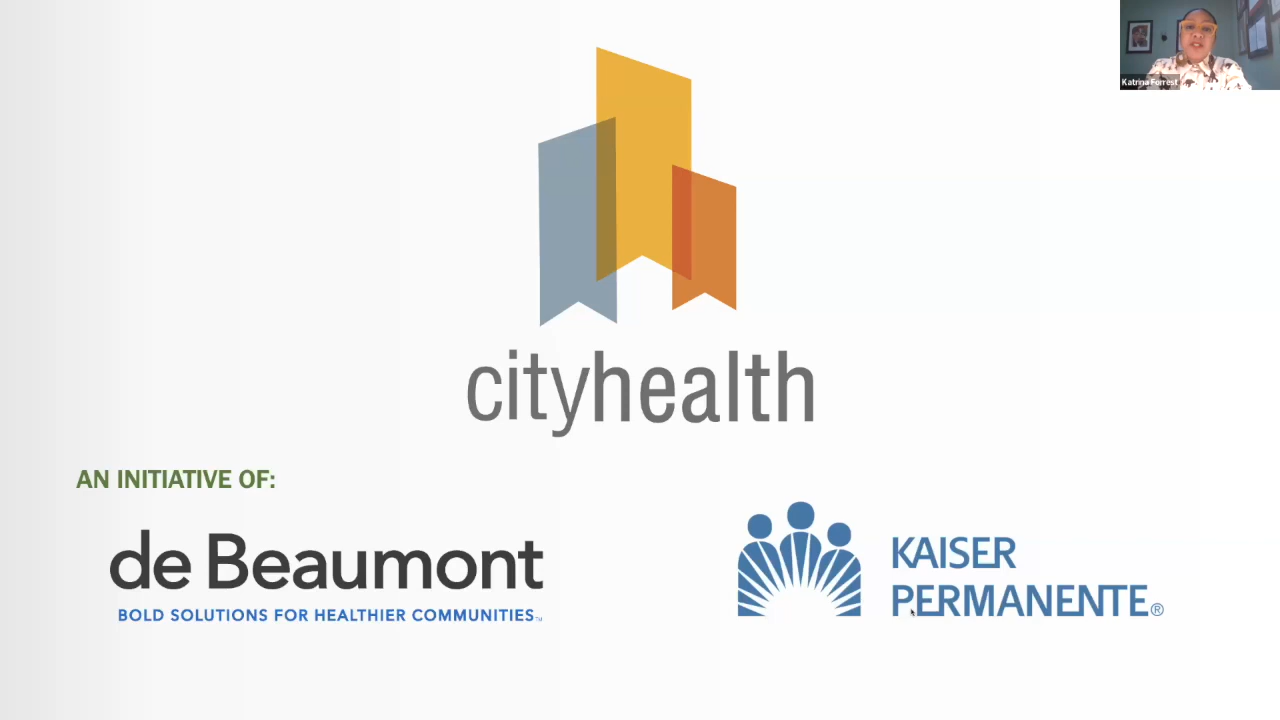 Katrina Forrest
cityhealth
AN INITIATIVE OF:
de Beaumont
BOLD SOLUTIONS FOR HEALTHIER COMMUNITIES™
KAISER
PERMANENTE®